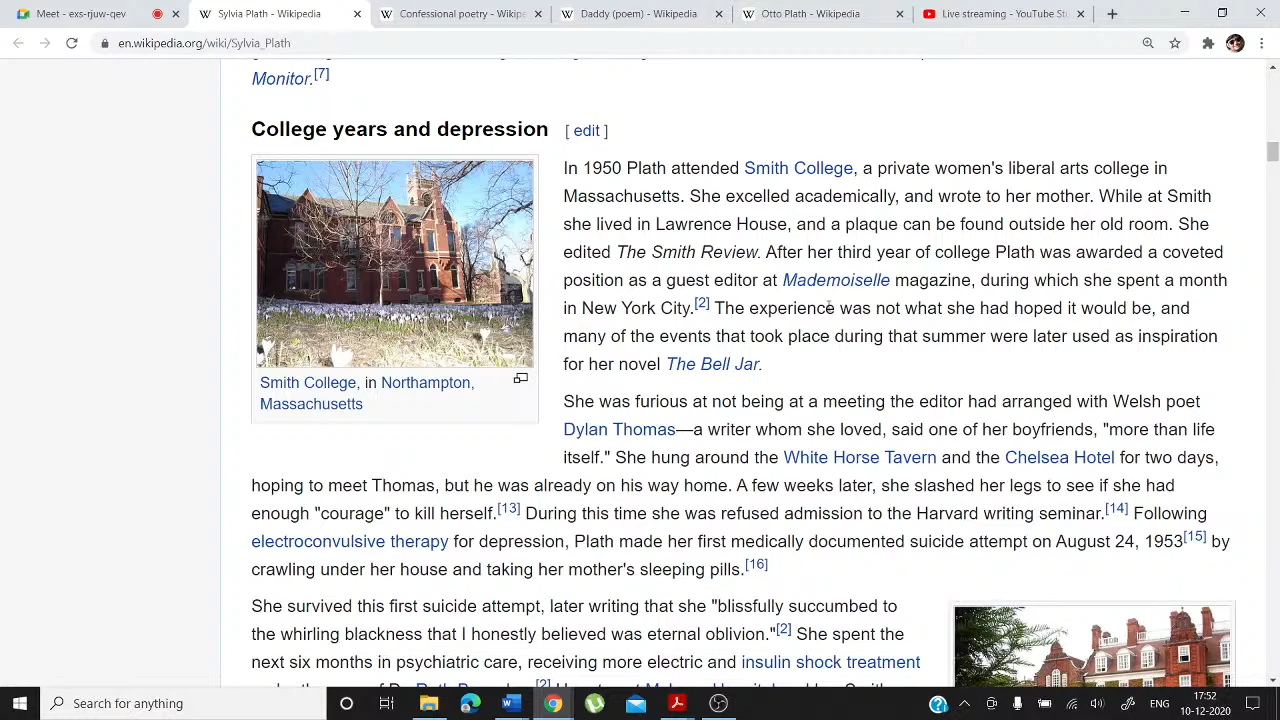 Meet - exs-rjuw-qev
Sylvia Plath - Wikipedia
Confessional poetry - Wikipe
Daddy (poem) - Wikipedia
Otto Plath - Wikipedia
Live streaming - YouTube St
en.wikipedia.org/wiki/Sylvia_Plath
Monitor.[7]
College years and depression [ edit ]
In 1950 Plath attended Smith College, a private women's liberal arts college in
Massachusetts. She excelled academically, and wrote to her mother. While at Smith
she lived in Lawrence House, and a plaque can be found outside her old room. She
edited The Smith Review. After her third year of college Plath was awarded a coveted
position as a guest editor at Mademoiselle magazine, during which she spent a month
in New York City.[2] The experience was not what she had hoped it would be, and
many of the events that took place during that summer were later used as inspiration
for her novel The Bell Jar.
Smith College, in Northampton,
Massachusetts
She was furious at not being at a meeting the editor had arranged with Welsh poet
Dylan Thomas—a writer whom she loved, said one of her boyfriends, "more than life
itself." She hung around the White Horse Tavern and the Chelsea Hotel for two days,
hoping to meet Thomas, but he was already on his way home. A few weeks later, she slashed her legs to see if she had
enough "courage" to kill herself.[13] During this time she was refused admission to the Harvard writing seminar.[14] Following
electroconvulsive therapy for depression, Plath made her first medically documented suicide attempt on August 24, 1953[15] by
crawling under her house and taking her mother's sleeping pills.[16]
She survived this first suicide attempt, later writing that she "blissfully succumbed to
the whirling blackness that I honestly believed was eternal oblivion."[2] She spent the
next six months in psychiatric care, receiving more electric and insulin shock treatment
Type here to search
ENG
17:52
10-12-2020